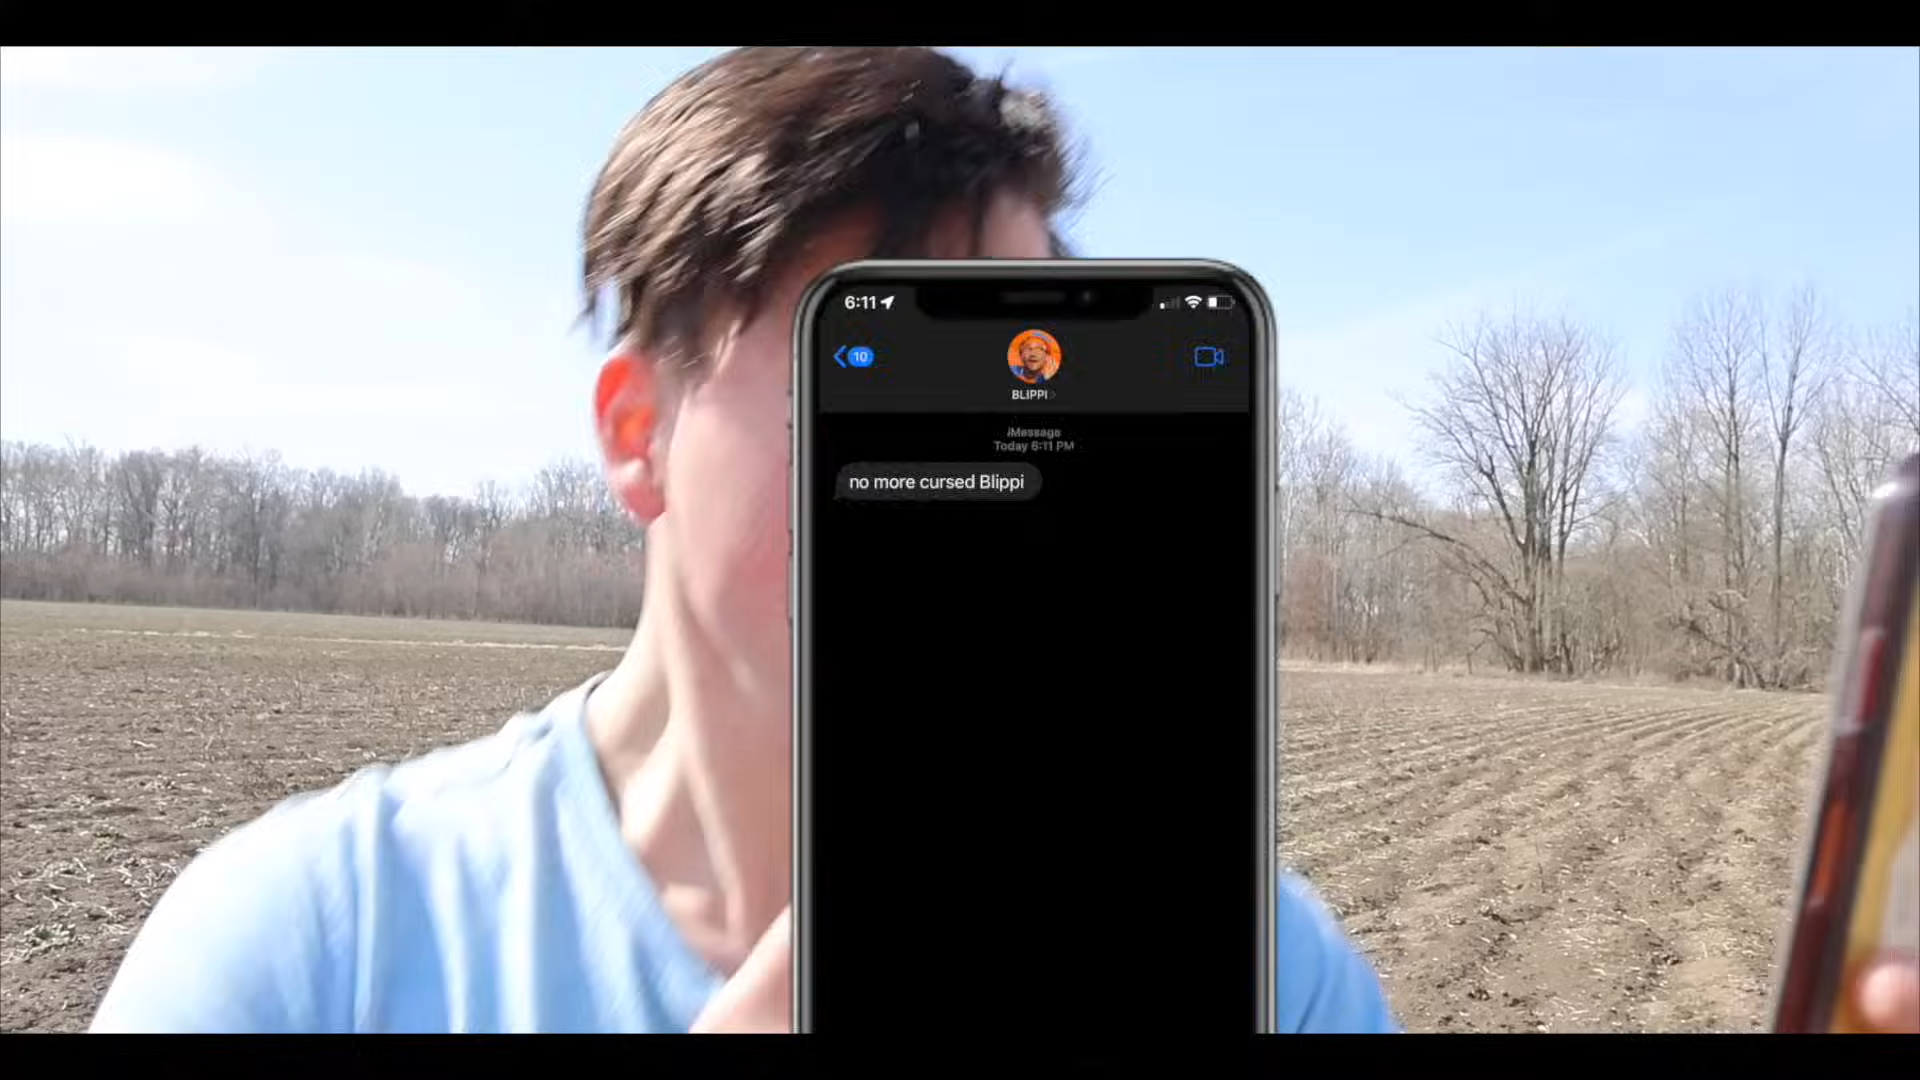 6:11
10
BLIPPI
iMessage
Today 6:11 PM
no more cursed Blippi